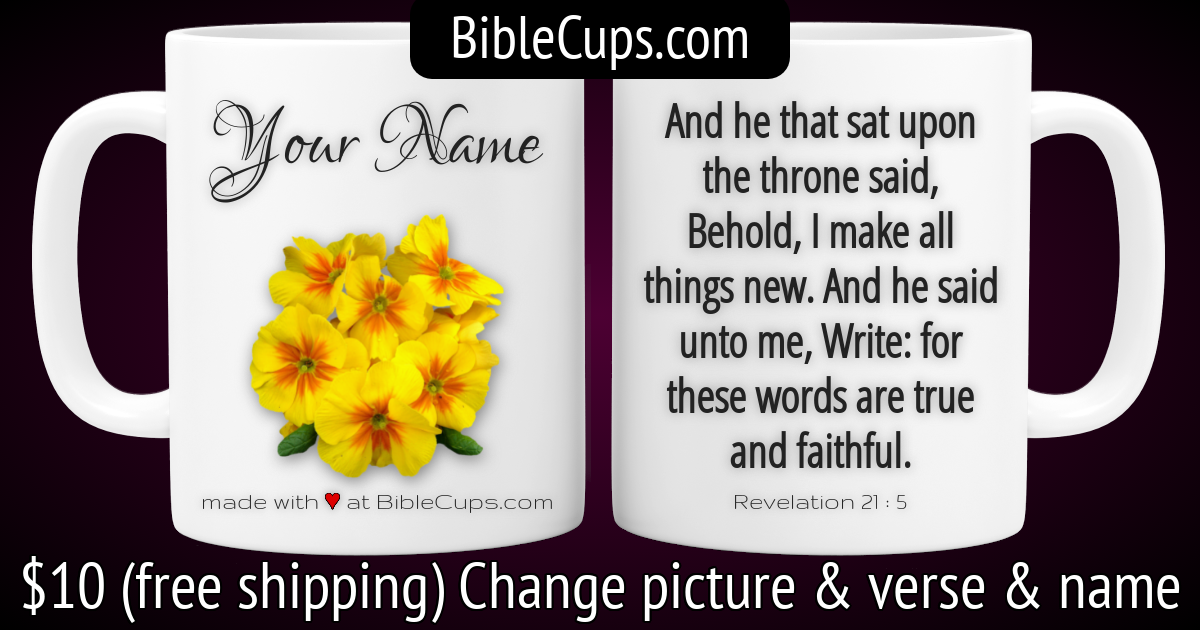 BibleCups.com
Your Name
made with ♥ at BibleCups.com
And he that sat upon
the throne said,
Behold, I make all
things new. And he said
unto me, Write: for
these words are true
and faithful.
Revelation 21 : 5
$10 (free shipping) Change picture & verse & name